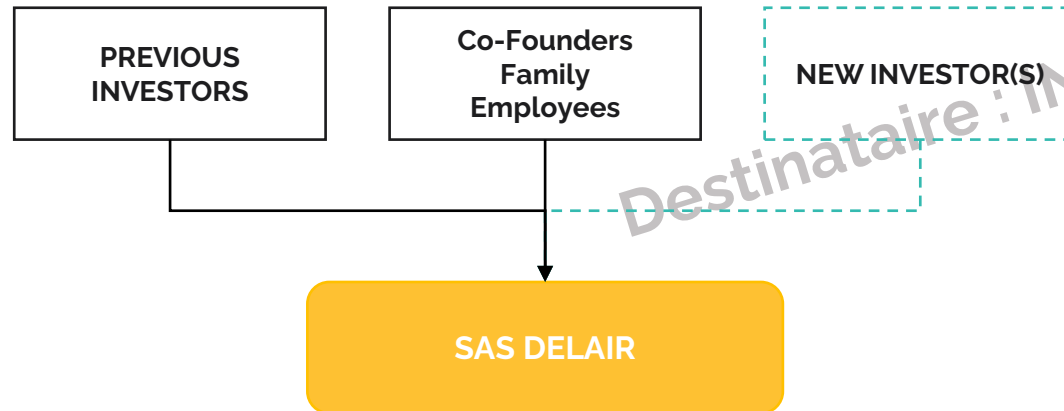 PREVIOUS
INVESTORS
Co-Founders
Family
Employees
NEW INVESTOR(S)
Destinataire :
SAS DELAIR